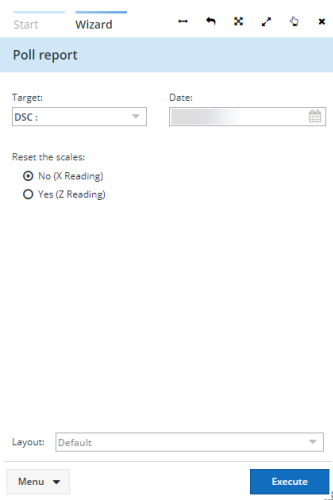 Start Wizard
Poll report
Target: Date:
DSC :
Reset the scales:
No (X Reading)
Yes (Z Reading)
Layout: Default
Menu Execute